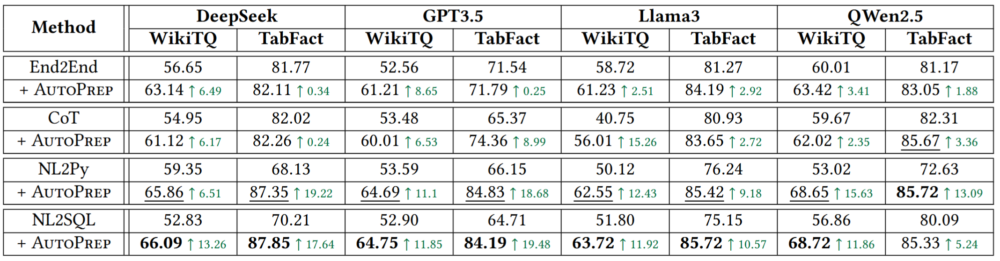 Method DeepSeek GPT3.5 Llama3 QWen2.5
WikiTQ TabFact WikiTQ TabFact WikiTQ TabFact WikiTQ TabFact
End2End 56.65 81.77 52.56 71.54 58.72 81.27 60.01 81.17
+ AUTOPREP 63.14 ↑ 6.49 82.11 ↑ 0.34 61.21 ↑ 8.65 71.79 ↑ 0.25 61.23 ↑ 2.51 84.19 ↑ 2.92 63.42 ↑ 3.41 83.05 ↑ 1.88
CoT 54.95 82.02 53.48 65.37 40.75 80.93 59.67 82.31
+ AUTOPREP 61.12 ↑ 6.17 82.26 ↑ 0.24 60.01 ↑ 6.53 74.36 ↑ 8.99 56.01 ↑ 15.26 83.65 ↑ 2.72 62.02 ↑ 2.35 85.67 ↑ 3.36
NL2Py 59.35 68.13 53.59 66.15 50.12 76.24 53.02 72.63
+ AUTOPREP 65.86 ↑ 6.51 87.35 ↑ 19.22 64.69 ↑ 11.1 84.83 ↑ 18.68 62.55 ↑ 12.43 85.42 ↑ 9.18 68.65 ↑ 15.63 85.72 ↑ 13.09
NL2SQL 52.83 70.21 52.90 64.71 51.80 75.15 56.86 80.09
+ AUTOPREP 66.09 ↑ 13.26 87.85 ↑ 17.64 64.75 ↑ 11.85 84.19 ↑ 19.48 63.72 ↑ 11.92 85.72 ↑ 10.57 68.72 ↑ 11.86 85.33 ↑ 5.24